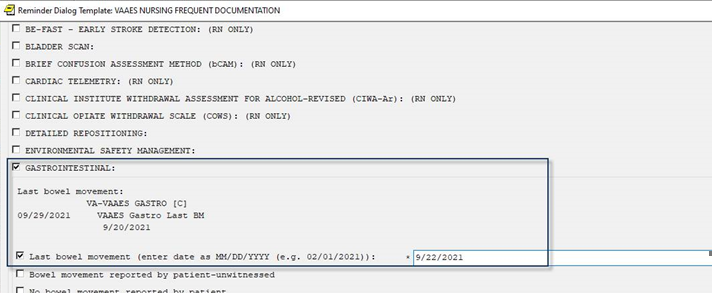 Reminder Dialog Template: VAAES NURSING FREQUENT DOCUMENTATION
BE-FAST - EARLY STROKE DETECTION: (RN ONLY)
BLADDER SCAN:
BRIEF CONFUSION ASSESSMENT METHOD (bCAM): (RN ONLY)
CARDIAC TELEMETRY: (RN ONLY)
CLINICAL INSTITUTE WITHDRAWAL ASSESSMENT FOR ALCOHOL-REVISED (CIWA-Ar): (RN ONLY)
CLINICAL OPIATE WITHDRAWAL SCALE (COWS): (RN ONLY)
DETAILED REPOSITIONING:
ENVIRONMENTAL SAFETY MANAGEMENT:
GASTROINTESTINAL:
Last bowel movement:
VA-VAAES GASTRO [C]
09/29/2021 VAAES Gastro Last BM
9/20/2021
Last bowel movement (enter date as MM/DD/YYYY (e.g. 02/01/2021)): * 9/22/2021
Bowel movement reported by patient-unwitnessed
No bowel movement reported by patient